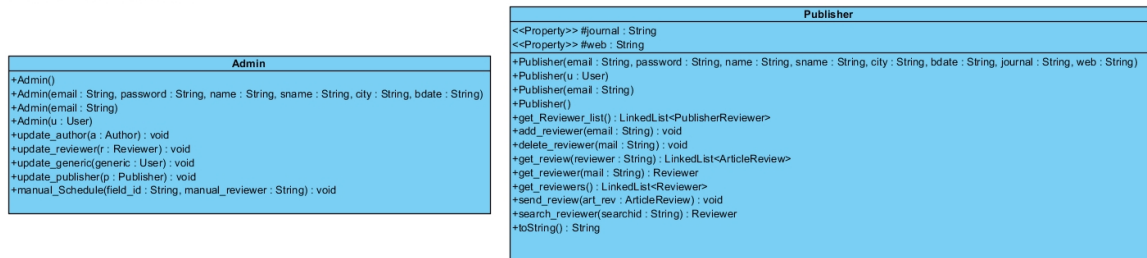 Admin
+Admin()
+Admin(email : String, password : String, name : String, sname : String, city : String, bdate : String)
+Admin(email : String)
+Admin(u : User)
+update_author(a : Author) : void
+update_reviewer(r : Reviewer) : void
+update_generic(generic : User) : void
+update_publisher(p : Publisher) : void
+manual_Schedule(field_id : String, manual_reviewer : String) : void
Publisher
<<Property>> #journal : String
<<Property>> #web : String
+Publisher(email : String, password : String, name : String, sname : String, city : String, bdate : String, journal : String, web : String)
+Publisher(u : User)
+Publisher(email : String)
+Publisher()
+get_Reviewer_list() : LinkedList<PublisherReviewer>
+add_reviewer(email : String) : void
+delete_reviewer(mail : String) : void
+get_review(reviewer : String) : LinkedList<ArticleReview>
+get_reviewer(mail : String) : Reviewer
+get_reviewers() : LinkedList<Reviewer>
+send_review(art_rev : ArticleReview) : void
+search_reviewer(searchid : String) : Reviewer
+toString() : String